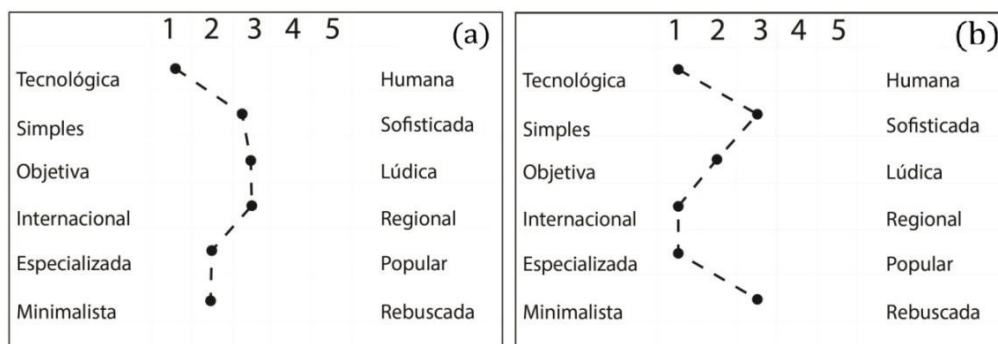 1 2 3 4 5 (a)
Tecnológica Humana
Simples Sofisticada
Objetiva Lúdica
Internacional Regional
Especializada Popular
Minimalista Rebuscada
1 2 3 4 5 (b)
Tecnológica Humana
Simples Sofisticada
Objetiva Lúdica
Internacional Regional
Especializada Popular
Minimalista Rebuscada